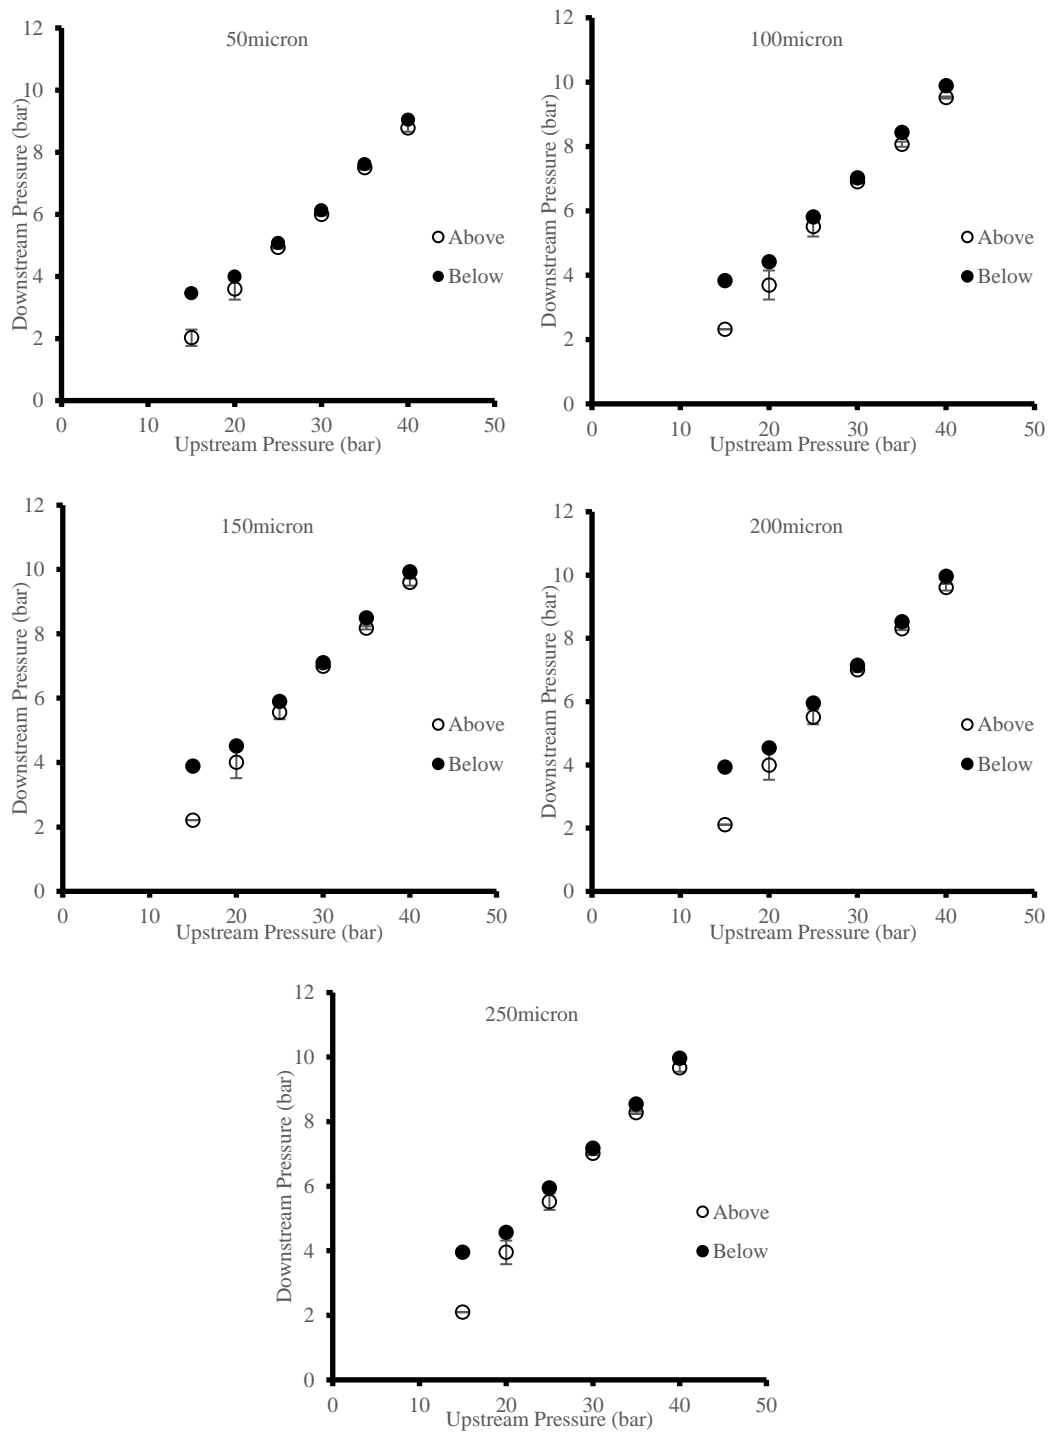 50micron
12
10
8
6
4
2
0
Downstream Pressure (bar)
Above
Below
0 10 20 30 40 50
Upstream Pressure (bar)
100micron
12
10
8
6
4
2
0
Downstream Pressure (bar)
Above
Below
0 10 20 30 40 50
Upstream Pressure (bar)
150micron
12
10
8
6
4
2
0
Downstream Pressure (bar)
Above
Below
0 10 20 30 40 50
Upstream Pressure (bar)
200micron
12
10
8
6
4
2
0
Downstream Pressure (bar)
Above
Below
0 10 20 30 40 50
Upstream Pressure (bar)
250micron
12
10
8
6
4
2
0
Downstream Pressure (bar)
Above
Below
0 10 20 30 40 50
Upstream Pressure (bar)